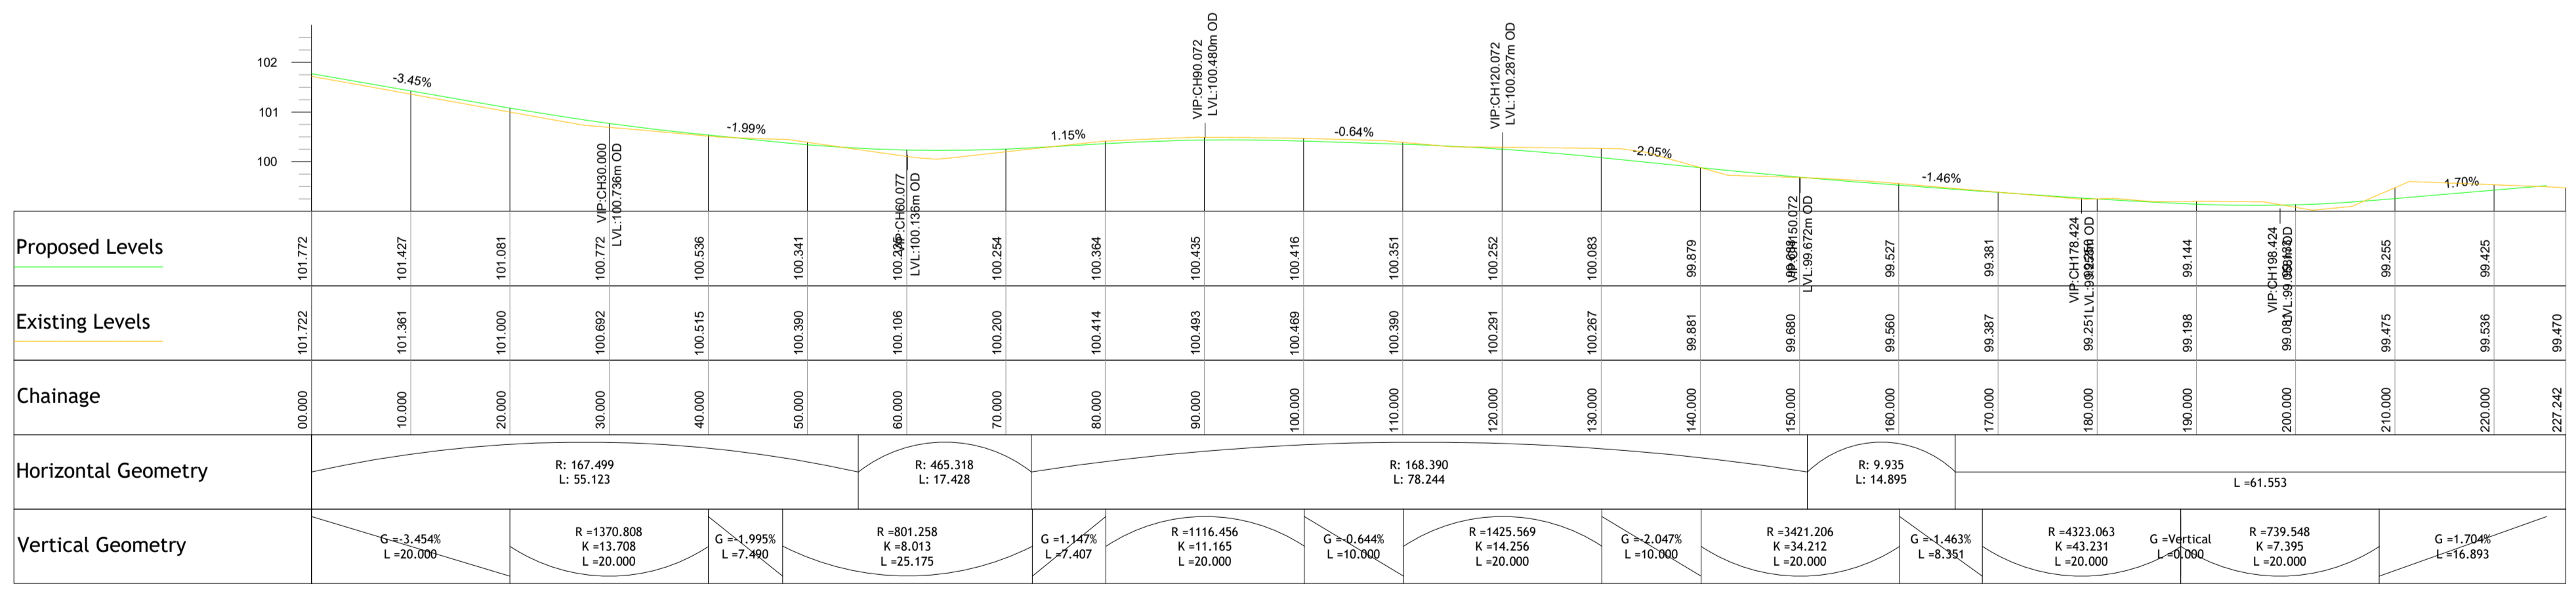 VIP:CH90.072
LVL:100.480m OD
VIP:CH120.072
LVL:100.287m OD
102
101
100
-3.45%
-1.99%
1.15%
-0.64%
-2.05%
-1.46%
1.70%
VIP:CH30.000
LVL:100.736m OD
VIP:CH60.077
LVL:100.136m OD
VIP:CH150.072
LVL:99.672m OD
VIP:CH178.424
VIP:CH198.424
Proposed Levels
101.772 101.427 101.081 100.772 100.536 100.341 100.254 100.364 100.435 100.416 100.351 100.252 100.083 99.879 99.527 99.381 99.144 99.255 99.425
Existing Levels
101.722 101.361 101.000 100.692 100.515 100.390 100.106 100.200 100.414 100.493 100.469 100.390 100.291 100.267 99.881 99.680 99.560 99.387 99.251 99.198 99.081 99.475 99.536 99.470
Chainage
00.000 10.000 20.000 30.000 40.000 50.000 60.000 70.000 80.000 90.000 100.000 110.000 120.000 130.000 140.000 150.000 160.000 170.000 180.000 190.000 200.000 210.000 220.000 227.242
Horizontal Geometry
R: 167.499
L: 55.123
R: 465.318
L: 17.428
R: 168.390
L: 78.244
R: 9.935
L: 14.895
L =61.553
Vertical Geometry
G =-3.454%
L =20.000
R =1370.808
K =13.708
L =20.000
G =-1.995%
L =7.490
R =801.258
K =8.013
L =25.175
G =1.147%
L =7.407
R =1116.456
K =11.165
L =20.000
G =-0.644%
L =10.000
R =1425.569
K =14.256
L =20.000
G =-2.047%
L =10.000
R =3421.206
K =34.212
L =20.000
G =-1.463%
L =8.351
R =4323.063
K =43.231
L =20.000
G =Vertical
L =0.000
R =739.548
K =7.395
L =20.000
G =1.704%
L =16.893